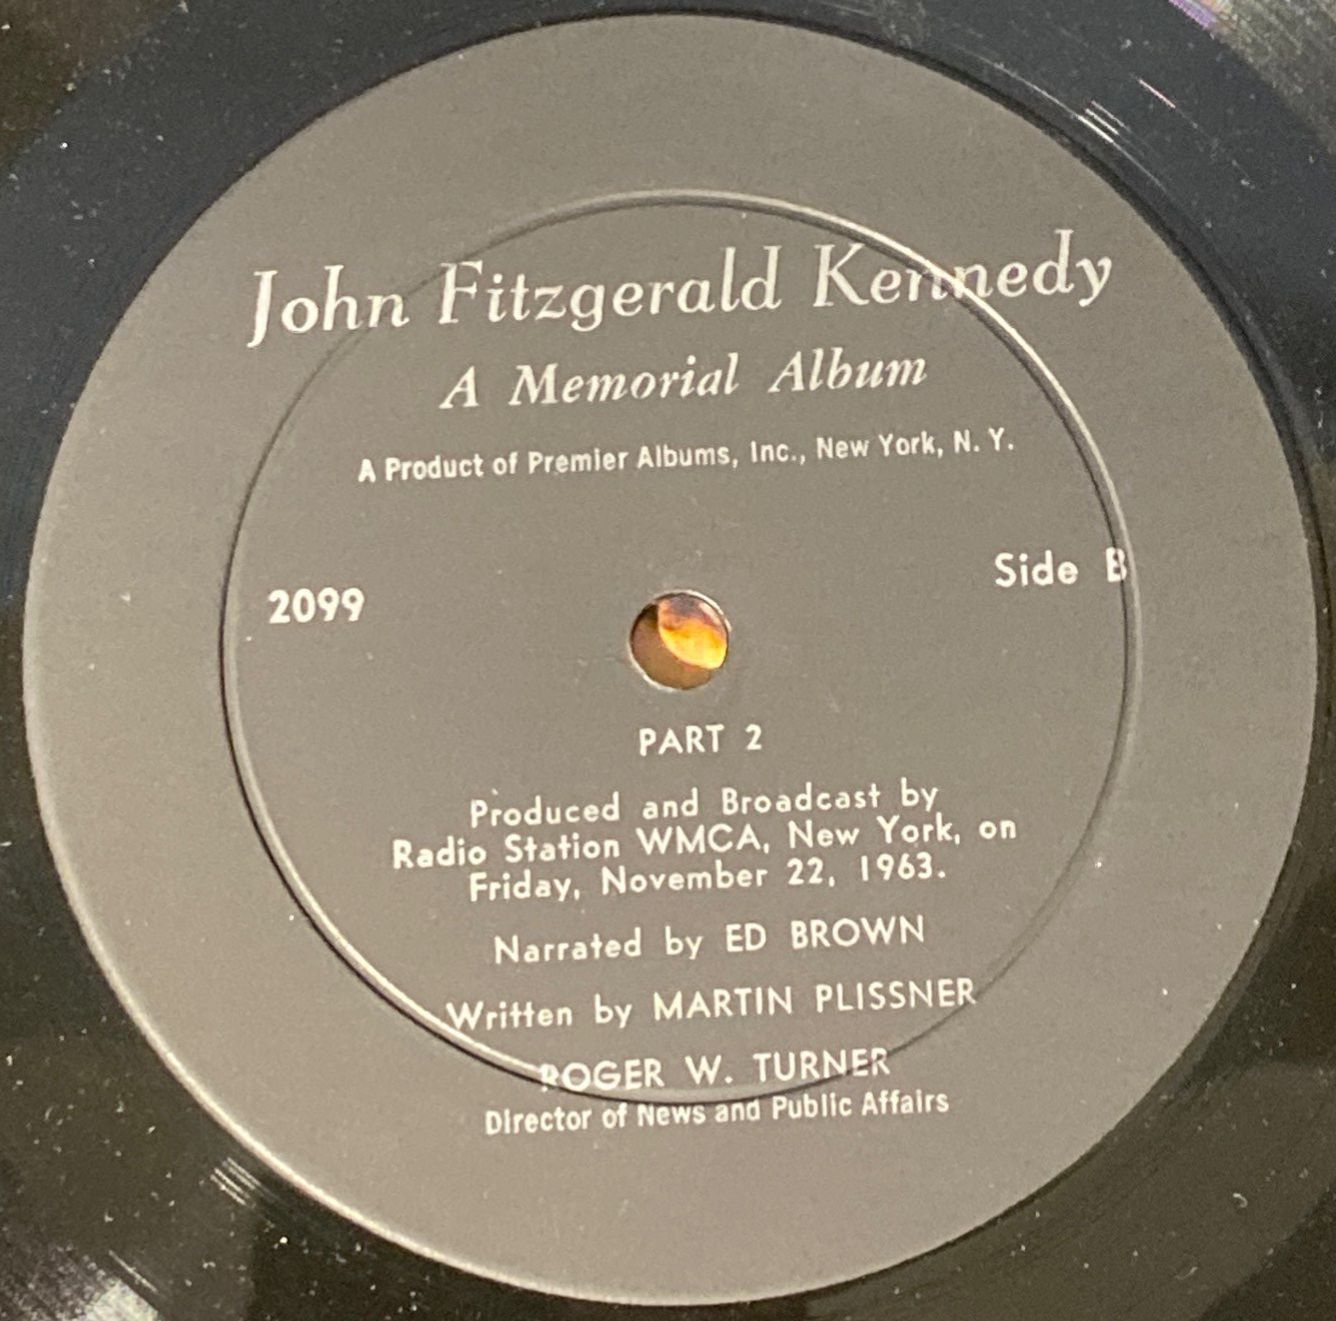 John Fitzgerald Kennedy
A Memorial Album
A Product of Premier Albums, Inc., New York, N. Y.
2099
Side B
PART 2
Produced and Broadcast by
Radio Station WMCA, New York, on
Friday, November 22, 1963.
Narrated by ED BROWN
Written by MARTIN PLISSNER
ROGER W. TURNER
Director of News and Public Affairs